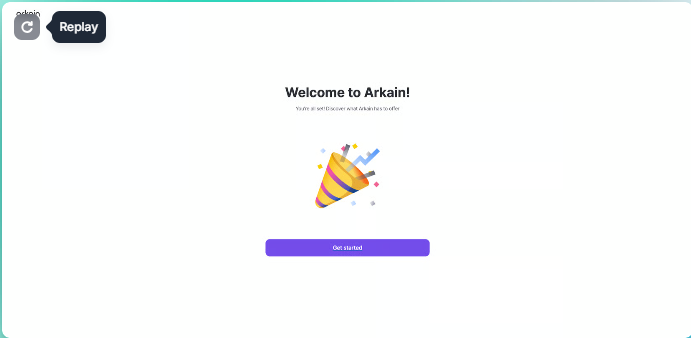 arkain
Replay
Welcome to Arkain!
You're all set! Discover what Arkain has to offer
Get started